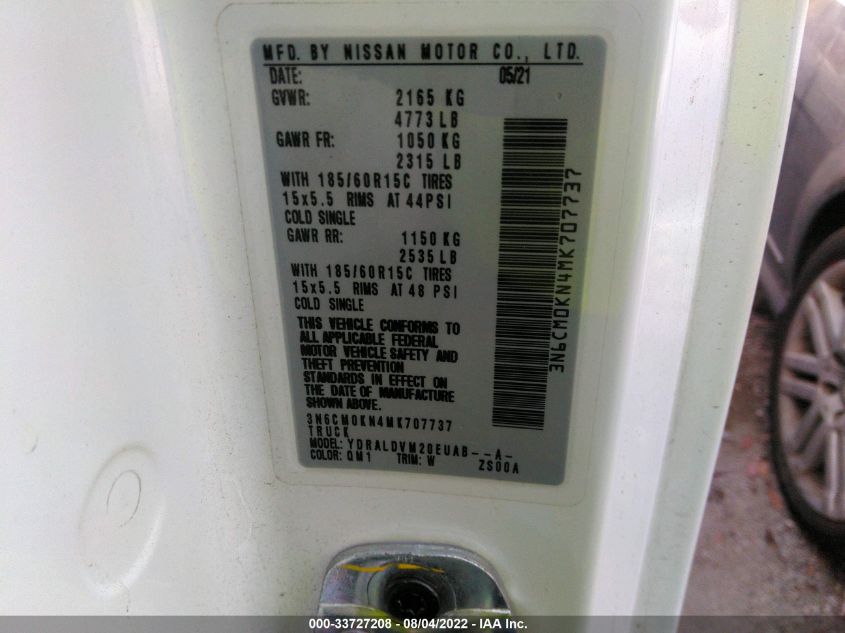 MFD. BY NISSAN MOTOR CO., LTD.
DATE: 05/21
GVWR: 2165 KG
4773 LB
GAWR FR: 1050 KG
2315 LB
WITH 185/60R15C TIRES
15x5.5 RIMS AT 44PSI
COLD SINGLE
GAWR RR: 1150 KG
2535 LB
WITH 185/60R15C TIRES
15x5.5 RIMS AT 48 PSI
COLD SINGLE
THIS VEHICLE CONFORMS TO
ALL APPLICABLE FEDERAL
MOTOR VEHICLE SAFETY AND
THEFT PREVENTION
STANDARDS IN EFFECT ON
THE DATE OF MANUFACTURE
SHOWN ABOVE.
3N6CM0KN4MK707737
TRUCK
MODEL: YDRALDVM20EUAB--A-
COLOR: QM1 TRIM: W ZS00A
3N6CM0KN4MK707737
000-33727208 - 08/04/2022 - IAA Inc.